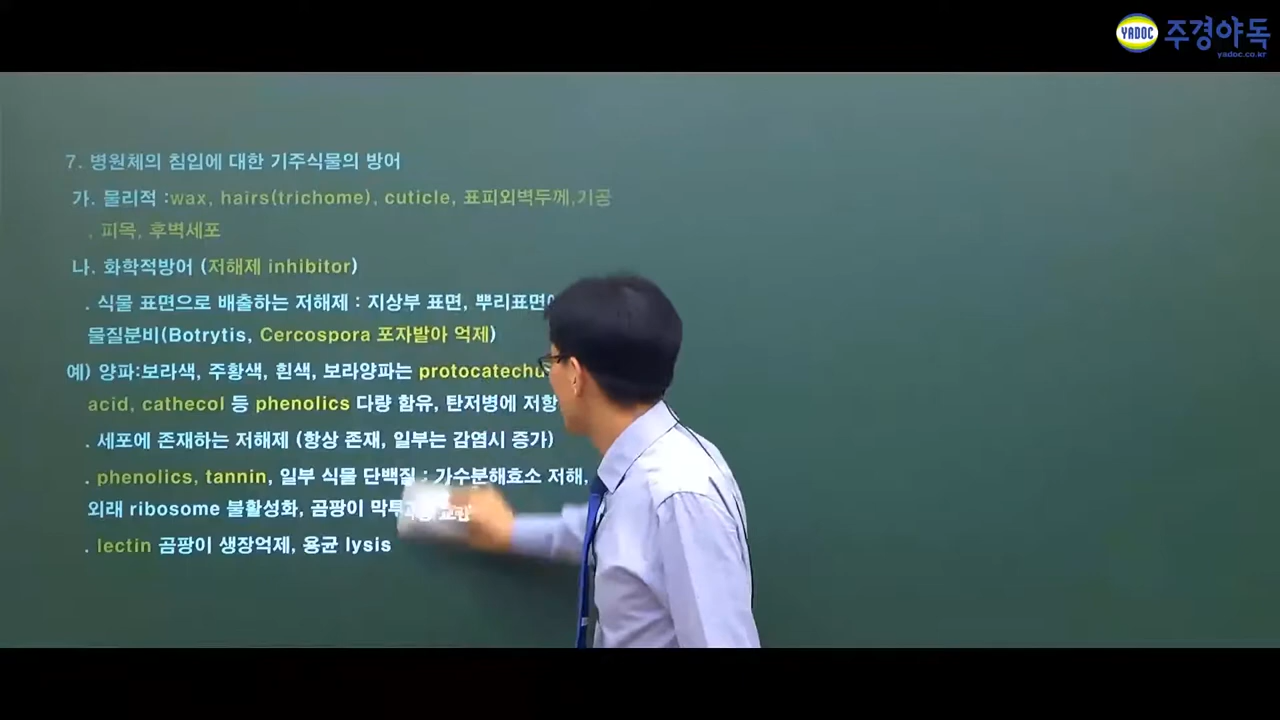 YADOC 주경야독
yadoc.co.kr
7. 병원체의 침입에 대한 기주식물의 방어
가. 물리적 :wax, hairs(trichome), cuticle, 표피외벽두께,기공
. 피목, 후벽세포
나. 화학적방어 (저해제 inhibitor)
. 식물 표면으로 배출하는 저해제 : 지상부 표면, 뿌리표면
물질분비(Botrytis, Cercospora 포자발아 억제)
예) 양파:보라색, 주황색, 흰색, 보라양파는
acid, cathecol 등 phenolics 다량 함유, 탄저병에
. 세포에 존재하는 저해제 (항상 존재, 일부는 감염시 증가)
. phenolics, tannin, 일부 식물 단백질 : 가수분해효소 저해,
외래 ribosome 불활성화, 곰팡이 교란
. lectin 곰팡이 생장억제, 용균 lysis